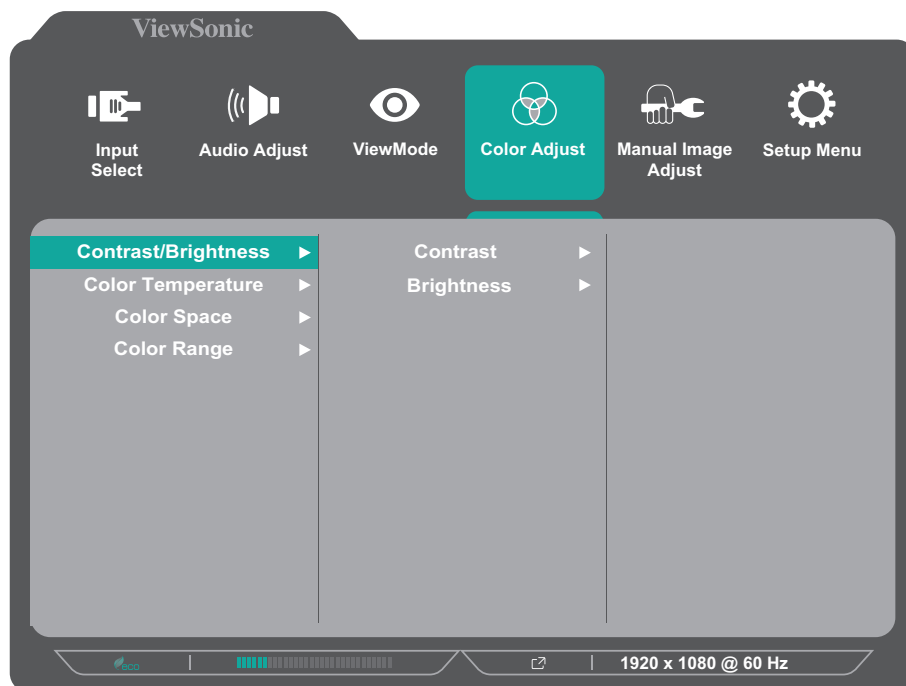 ViewSonic
Input
Select
Audio Adjust
ViewMode
Color Adjust
Manual Image
Adjust
Setup Menu
Contrast/Brightness
Color Temperature
Color Space
Color Range
Contrast
Brightness
eco
1920 x 1080 @ 60 Hz